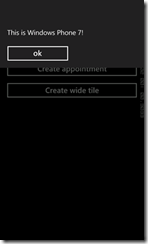 This is Windows Phone 7!
ok
Create appointment
Create wide tile